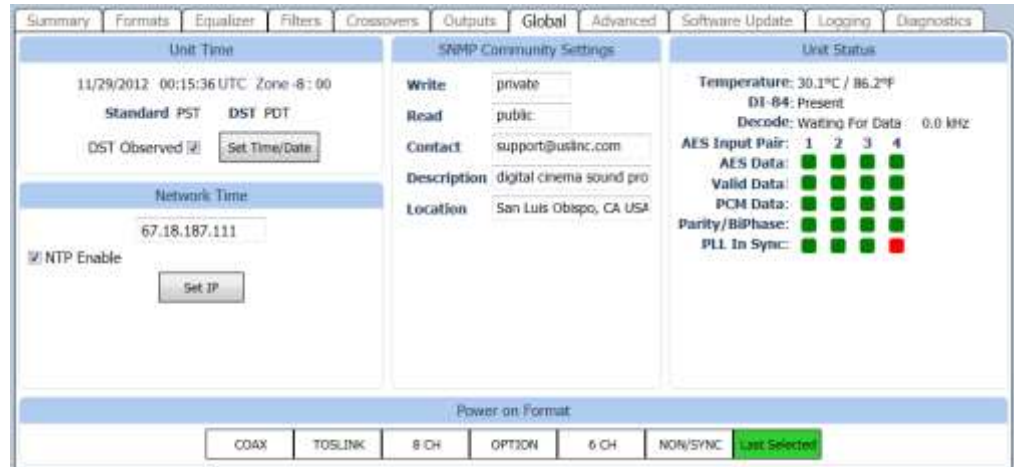 Summary Formats Equalizer Filters Crossovers Outputs Global Advanced Software Update Logging Diagnostics
Unit Time
11/29/2012 00:15:36 UTC Zone -8 : 00
Standard PST DST PDT
DST Observed Set Time/Date
Network Time
67.18.187.111
NTP Enable
Set IP
SNMP Community Settings
Write private
Read public
Contact support@uslinc.com
Description digital cinema sound pro
Location San Luis Obispo, CA USA
Unit Status
Temperature: 30.1°C / 86.2°F
DI-84: Present
Decode: Waiting For Data 0.0 kHz
AES Input Pair: 1 2 3 4
AES Data:
Valid Data:
PCM Data:
Parity/BiPhase:
PLL In Sync:
Power on Format
COAX TOSLINK 8 CH OPTION 6 CH NON/SYNC Last Selected